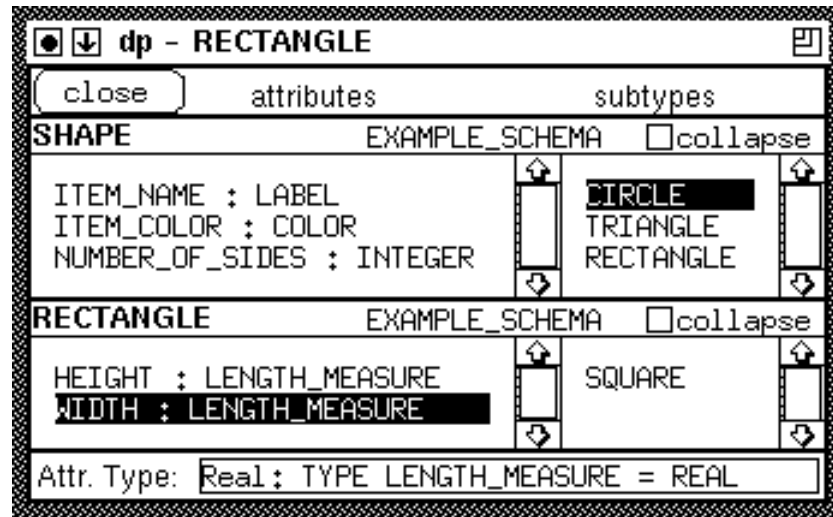 dp - RECTANGLE
close attributes subtypes
SHAPE EXAMPLE_SCHEMA collapse
ITEM_NAME : LABEL CIRCLE
ITEM_COLOR : COLOR TRIANGLE
NUMBER_OF_SIDES : INTEGER RECTANGLE
RECTANGLE EXAMPLE_SCHEMA collapse
HEIGHT : LENGTH_MEASURE SQUARE
WIDTH : LENGTH_MEASURE
Attr. Type: Real: TYPE LENGTH_MEASURE = REAL